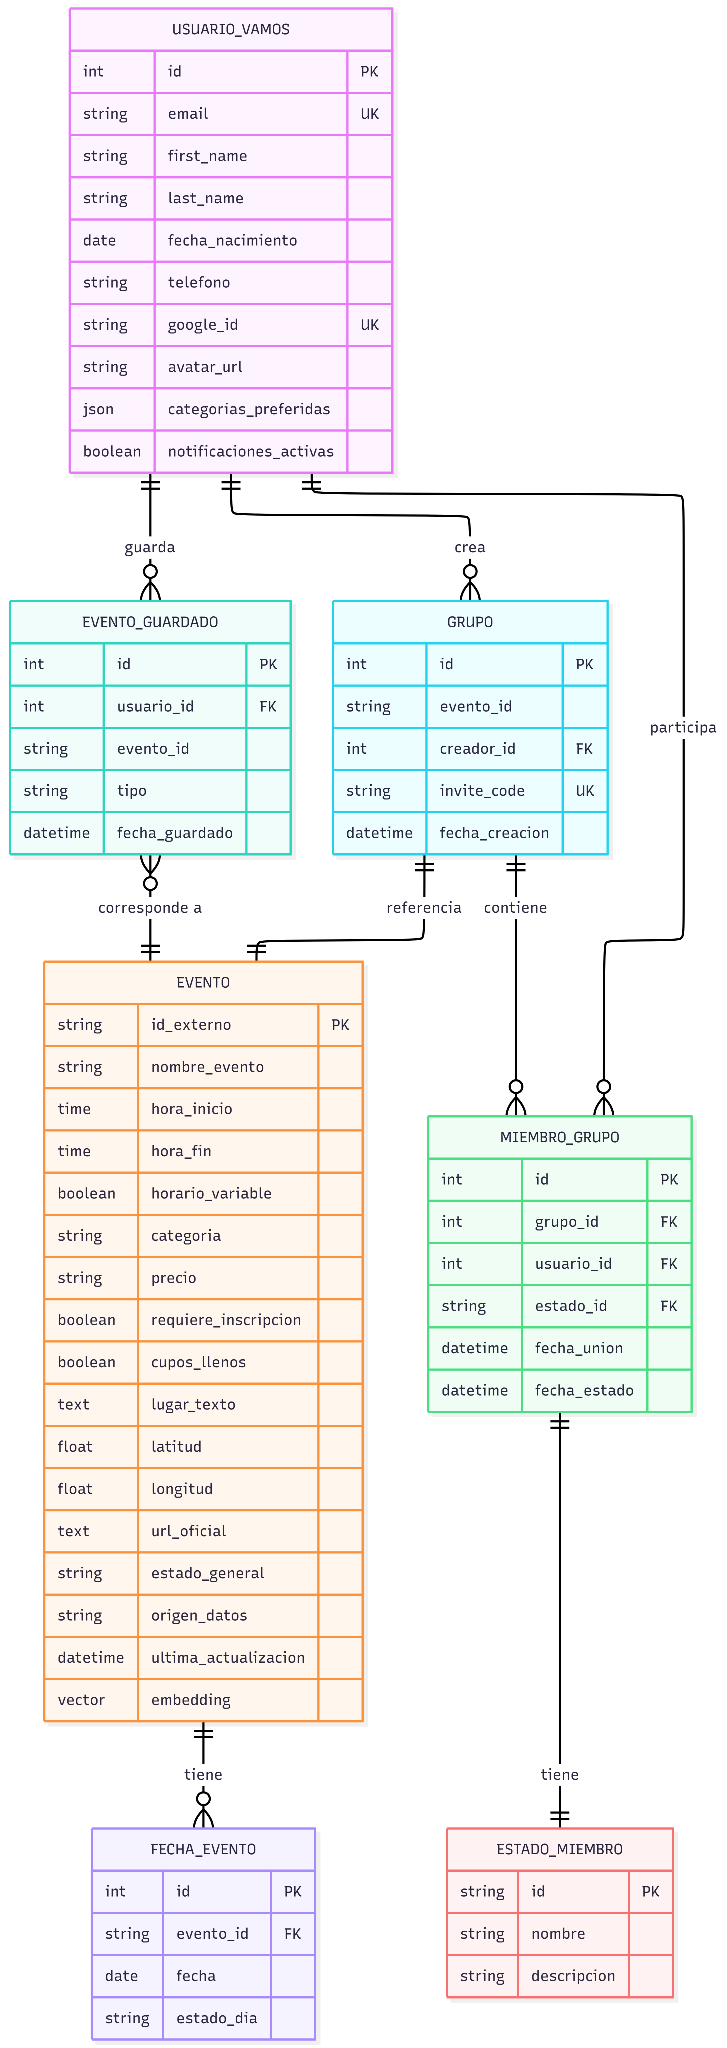 USUARIO_VAMOS
int id PK
string email UK
string first_name
string last_name
date fecha_nacimiento
string telefono
string google_id UK
string avatar_url
json categorias_preferidas
boolean notificaciones_activas
guarda
crea
participa
EVENTO_GUARDADO
int id PK
int usuario_id FK
string evento_id
string tipo
datetime fecha_guardado
GRUPO
int id PK
string evento_id
int creador_id FK
string invite_code UK
datetime fecha_creacion
corresponde a
referencia
contiene
EVENTO
string id_externo PK
string nombre_evento
time hora_inicio
time hora_fin
boolean horario_variable
string categoria
string precio
boolean requiere_inscripcion
boolean cupos_llenos
text lugar_texto
float latitud
float longitud
text url_oficial
string estado_general
string origen_datos
datetime ultima_actualizacion
vector embedding
MIEMBRO_GRUPO
int id PK
int grupo_id FK
int usuario_id FK
string estado_id FK
datetime fecha_union
datetime fecha_estado
tiene
tiene
FECHA_EVENTO
int id PK
string evento_id FK
date fecha
string estado_dia
ESTADO_MIEMBRO
string id PK
string nombre
string descripcion